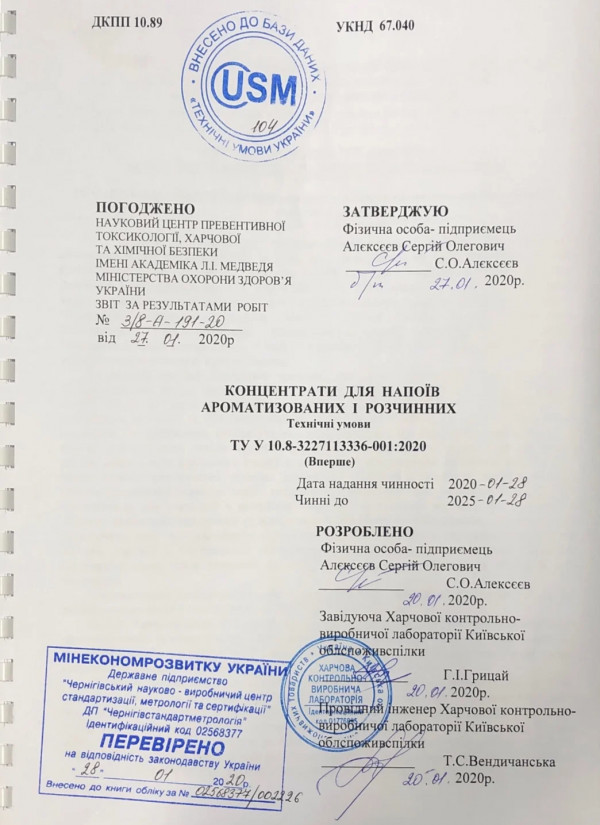 ДКПП 10.89
УКНД 67.040
ВНЕСЕНО ДО БАЗИ ДАНИХ
USM
104
«ТЕХНІЧНІ УМОВИ УКРАЇНИ»
ПОГОДЖЕНО
НАУКОВИЙ ЦЕНТР ПРЕВЕНТИВНОЇ
ТОКСИКОЛОГІЇ, ХАРЧОВОЇ
ТА ХІМІЧНОЇ БЕЗПЕКИ
ІМЕНІ АКАДЕМІКА Л.І. МЕДВЕДЯ
МІНІСТЕРСТВА ОХОРОНИ ЗДОРОВ’Я
УКРАЇНИ
ЗВІТ ЗА РЕЗУЛЬТАТАМИ РОБІТ
№ 3/8-А-191-20
від 27. 01. 2020р
ЗАТВЕРДЖУЮ
Фізична особа- підприємець
Алєксєєв Сергій Олегович
С.О.Алєксєєв
б/п 27.01. 2020р.
КОНЦЕНТРАТИ ДЛЯ НАПОЇВ
АРОМАТИЗОВАНИХ І РОЗЧИННИХ
Технічні умови
ТУ У 10.8-3227113336-001:2020
(Вперше)
Дата надання чинності 2020-01-28
Чинні до 2025-01-28
РОЗРОБЛЕНО
Фізична особа- підприємець
Алєксєєв Сергій Олегович
С.О.Алексєєв
20.01.2020р.
Завідуюча Харчової контрольно-
виробничої лабораторії Київської
облспоживспілки
Г.І.Грицай
20.01.2020р.
Провідний інженер Харчової контрольно-
виробничої лабораторії Київської
облспоживспілки
Т.С.Вендичанська
20.01.2020р.
ХАРЧОВА
КОНТРОЛЬНО-
ВИРОБНИЧА
ЛАБОРАТОРІЯ
МІНЕКОНОМРОЗВИТКУ УКРАЇНИ
Державне підприємство
"Чернігівський науково - виробничий центр
стандартизації, метрології та сертифікації"
ДП "Чернігівстандартметрологія"
ідентифікаційний код 02568377
ПЕРЕВІРЕНО
на відповідність законодавству України
"28" 01 2020р.
Внесено до книги обліку за № 02568377/002226